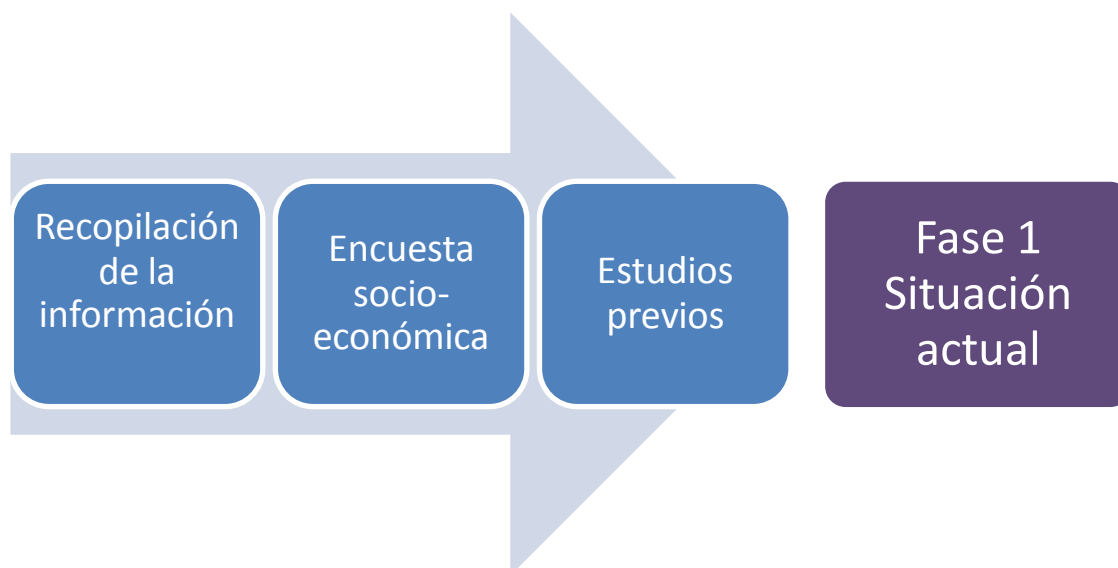 Recopilación
de la
información
Encuesta
socio-
económica
Estudios
previos
Fase 1
Situación
actual